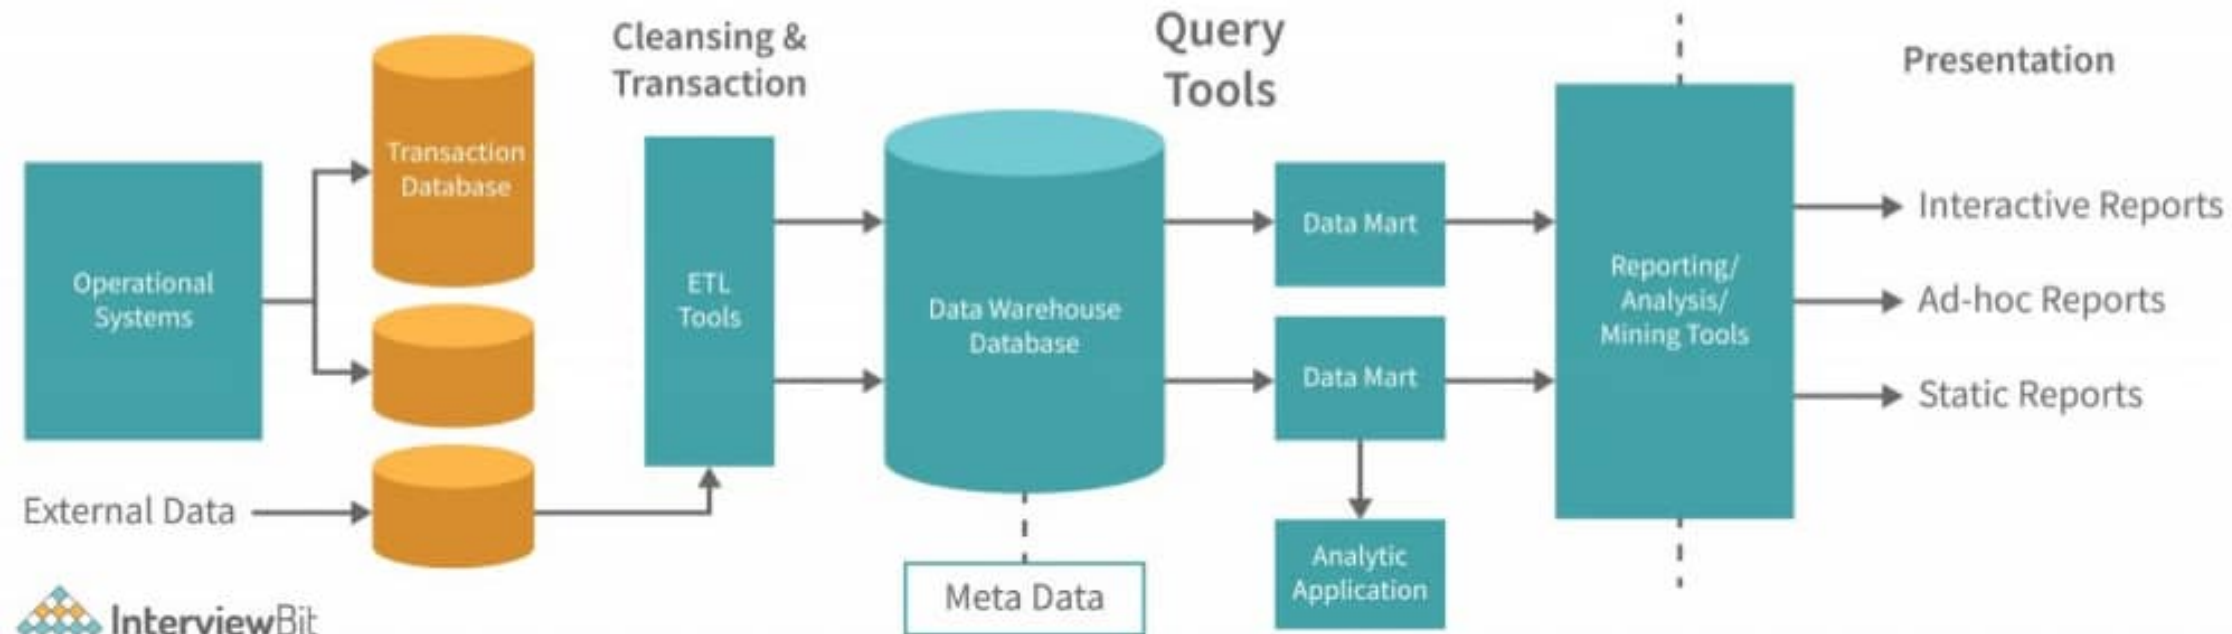 Cleansing &
Transaction
Query
Tools
Presentation
Transaction
Database
Operational
Systems
ETL
Tools
Data Warehouse
Database
Data Mart
Data Mart
Reporting/
Analysis/
Mining Tools
Interactive Reports
Ad-hoc Reports
Static Reports
External Data
Meta Data
Analytic
Application
InterviewBit